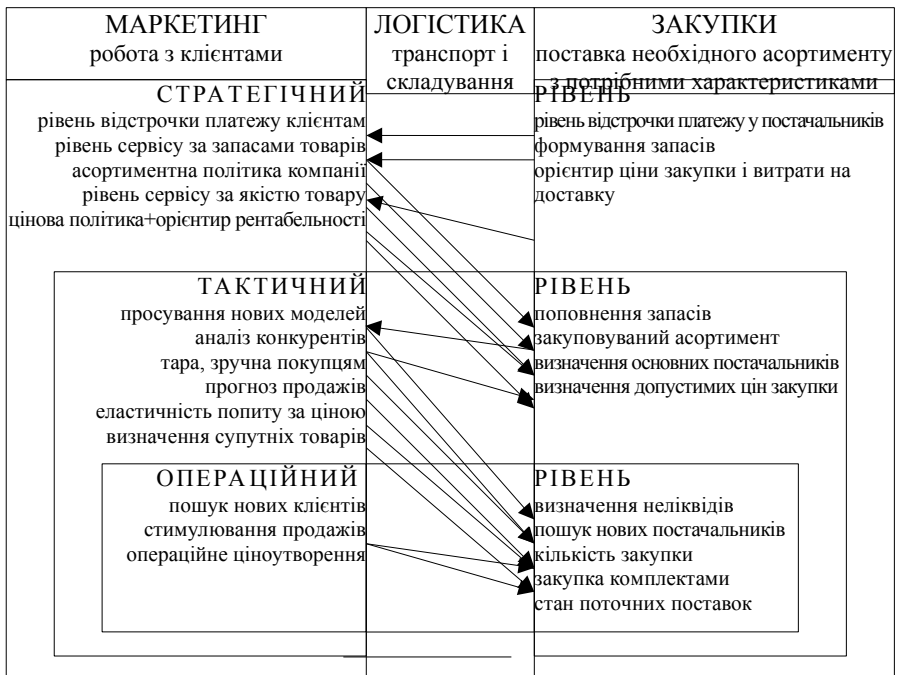 МАРКЕТИНГ
робота з клієнтами
ЛОГІСТИКА
транспорт і
складування
ЗАКУПКИ
поставка необхідного асортименту
з потрібними характеристиками
СТРАТЕГІЧНИЙ
рівень відстрочки платежу клієнтам
рівень сервісу за запасами товарів
асортиментна політика компанії
рівень сервісу за якістю товару
цінова політика+орієнтир рентабельності
РІВЕНЬ
рівень відстрочки платежу у постачальників
формування запасів
орієнтир ціни закупки і витрати на
доставку
ТАКТИЧНИЙ
просування нових моделей
аналіз конкурентів
тара, зручна покупцям
прогноз продажів
еластичність попиту за ціною
визначення супутніх товарів
РІВЕНЬ
поповнення запасів
закуповуваний асортимент
визначення основних постачальників
визначення допустимих цін закупки
ОПЕРАЦІЙНИЙ
пошук нових клієнтів
стимулювання продажів
операційне ціноутворення
РІВЕНЬ
визначення неліквідів
пошук нових постачальників
кількість закупки
закупка комплектами
стан поточних поставок